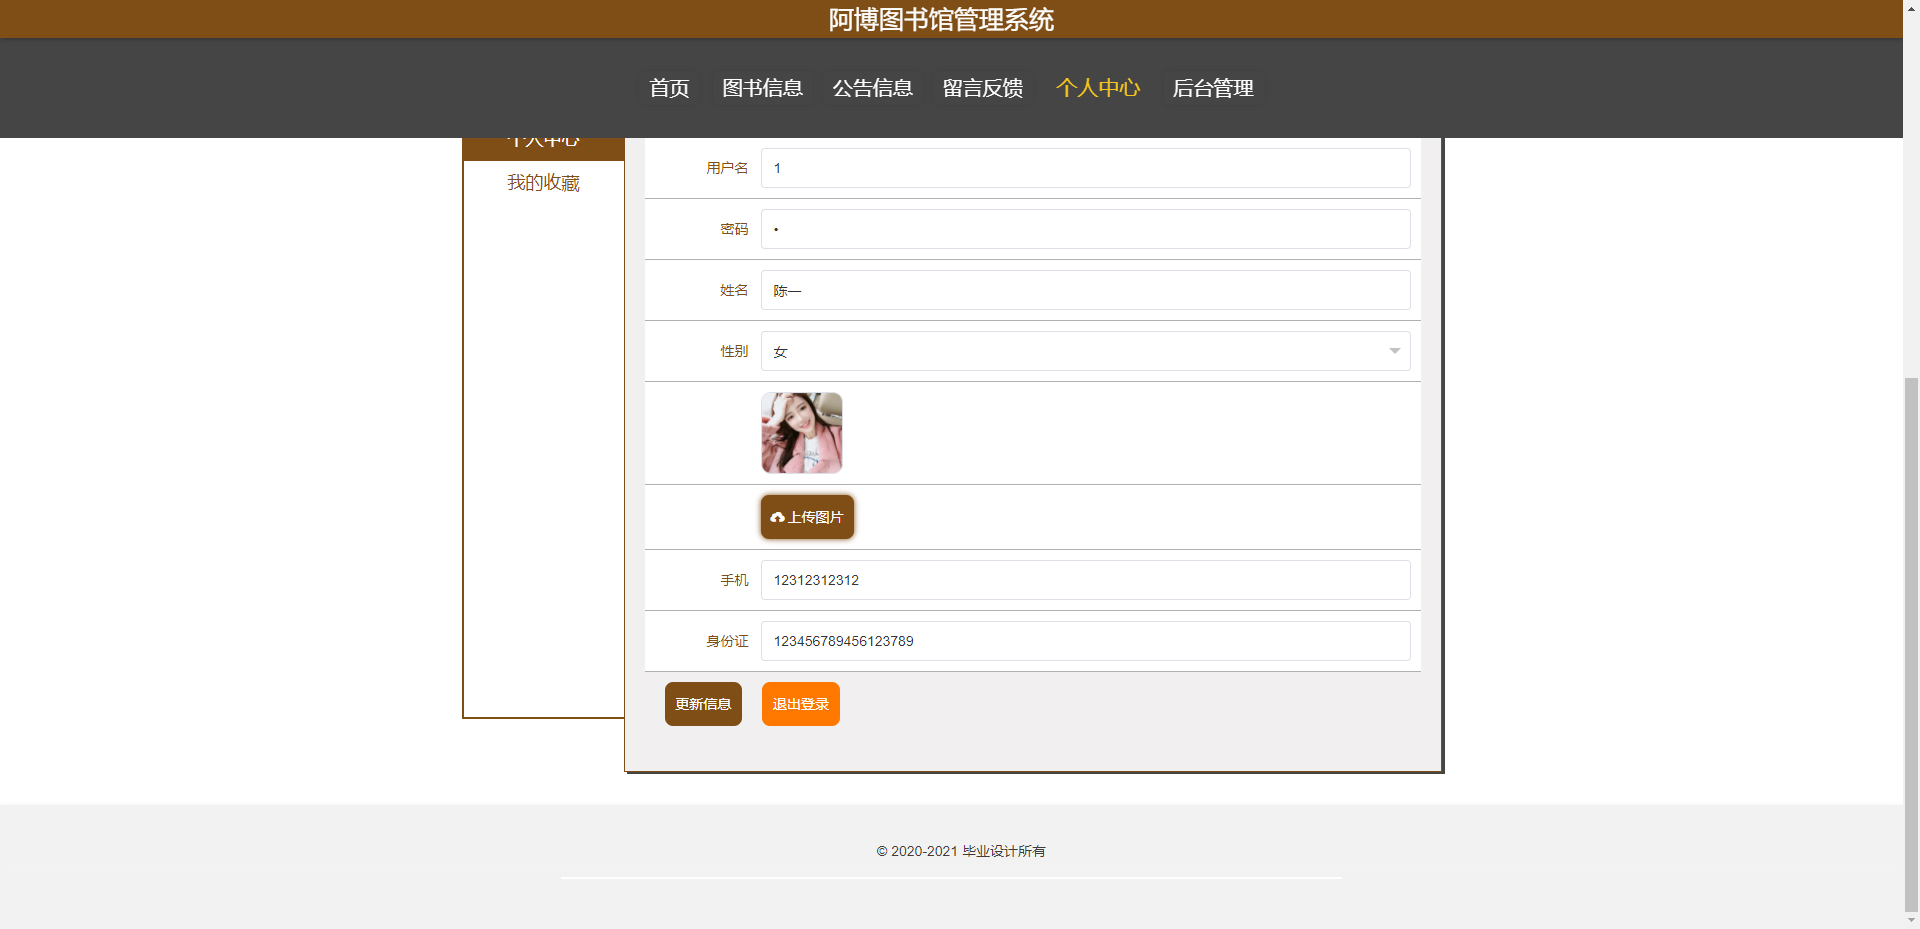 阿博图书馆管理系统
首页 图书信息 公告信息 留言反馈 个人中心 后台管理
个人中心
我的收藏
用户名 1
密码 •
姓名 陈一
性别 女
上传图片
手机 12312312312
身份证 123456789456123789
更新信息 退出登录
© 2020-2021 毕业设计所有